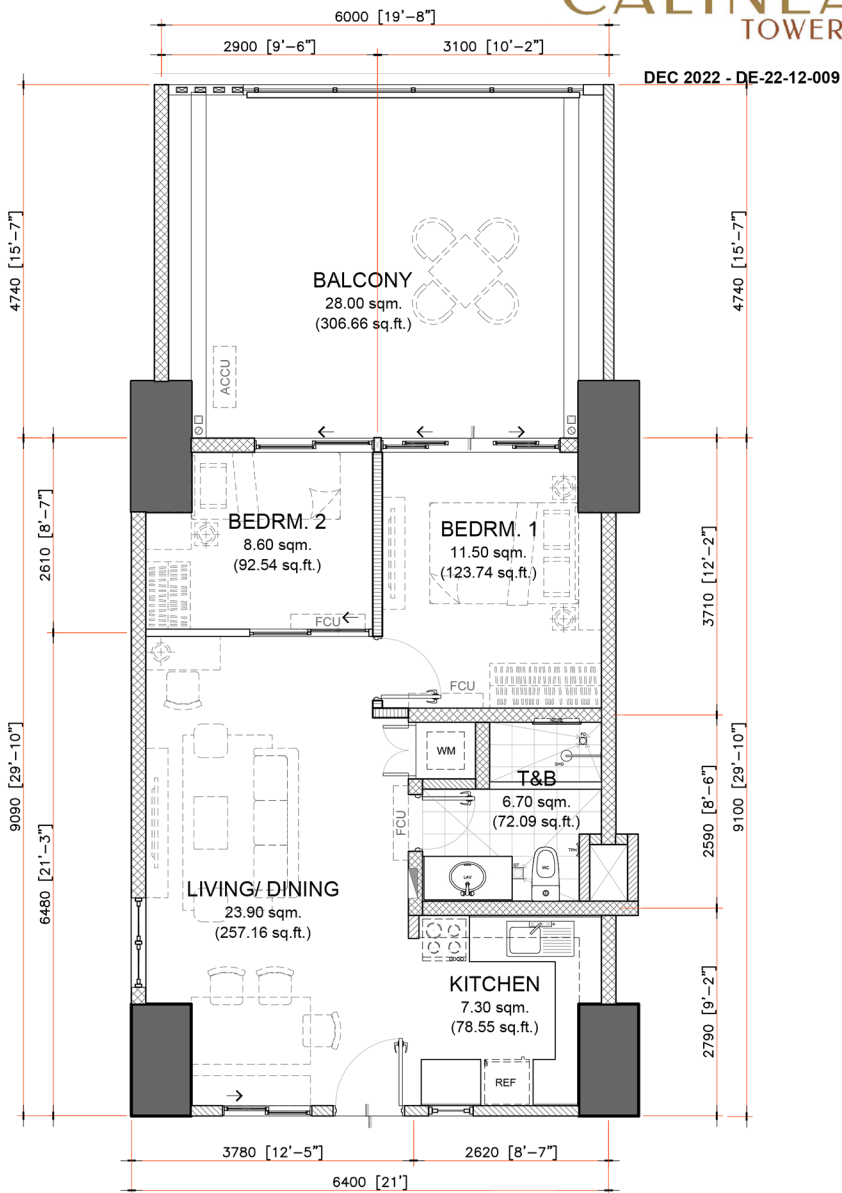 CALINEA
TOWER
DEC 2022 - DE-22-12-009
6000 [19'-8"]
2900 [9'-6"]
3100 [10'-2"]
4740 [15'-7"]
4740 [15'-7"]
BALCONY
28.00 sqm.
(306.66 sq.ft.)
ACCU
2610 [8'-7"]
BEDRM. 2
8.60 sqm.
(92.54 sq.ft.)
FCU
BEDRM. 1
11.50 sqm.
(123.74 sq.ft.)
FCU
3710 [12'-2"]
WM
T&B
6.70 sqm.
(72.09 sq.ft.)
FD
SHO
FCU
LAV
WC
TPH
2590 [8'-6"]
9090 [29'-10"]
9100 [29'-10"]
6480 [21'-3"]
LIVING/ DINING
23.90 sqm.
(257.16 sq.ft.)
KITCHEN
7.30 sqm.
(78.55 sq.ft.)
REF
2790 [9'-2"]
3780 [12'-5"]
2620 [8'-7"]
6400 [21']